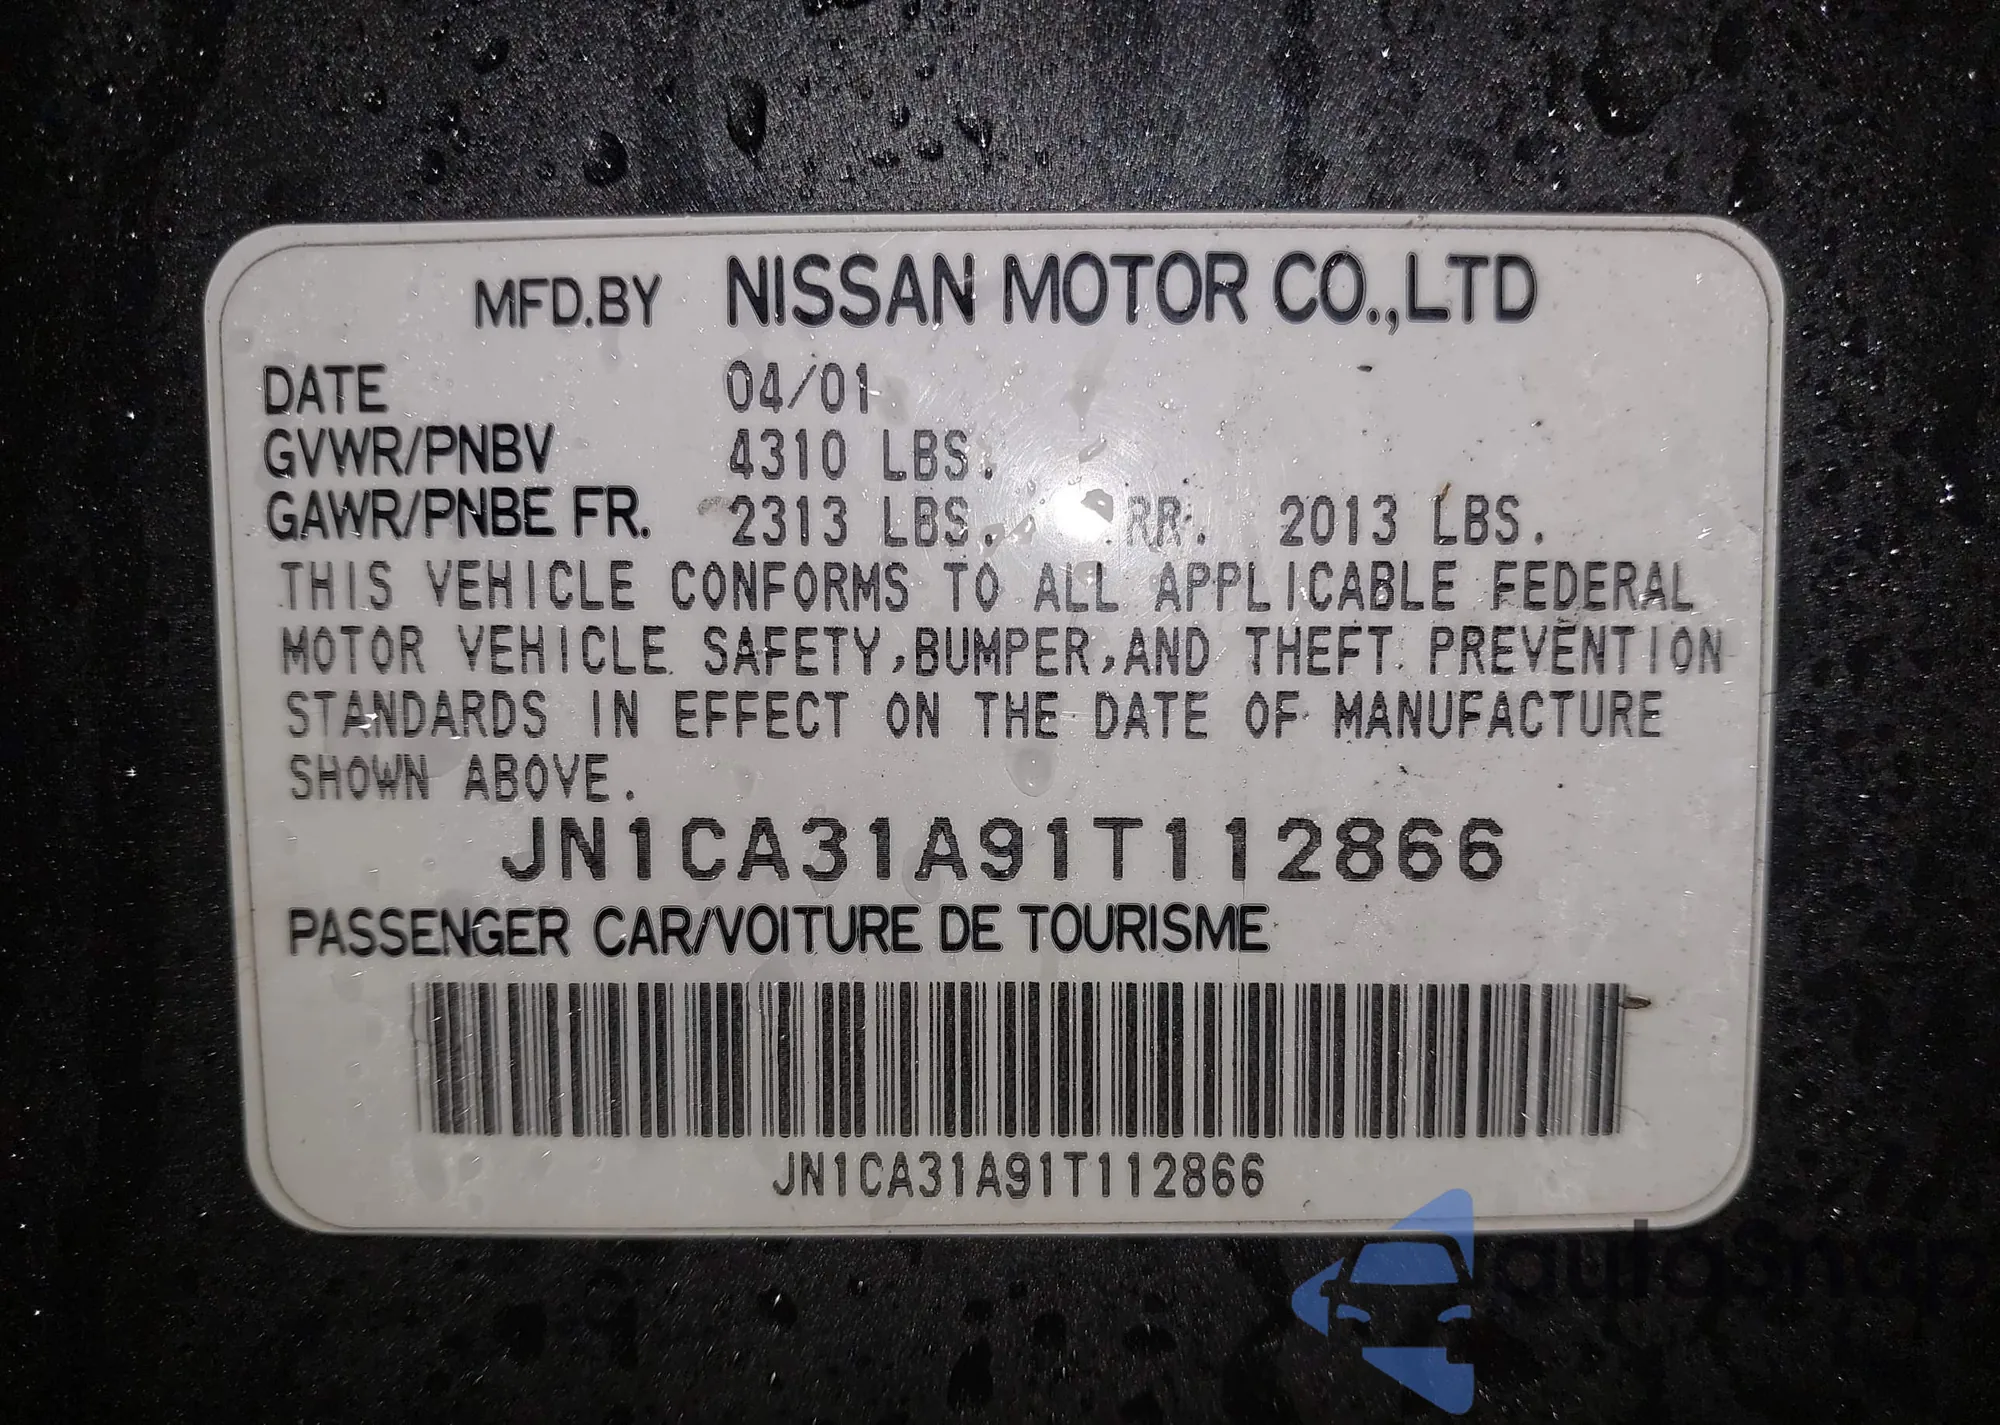 MFD.BY NISSAN MOTOR CO.,LTD
DATE 04/01
GVWR/PNBV 4310 LBS.
GAWR/PNBE FR. 2313 LBS. RR. 2013 LBS.
THIS VEHICLE CONFORMS TO ALL APPLICABLE FEDERAL
MOTOR VEHICLE SAFETY,BUMPER,AND THEFT PREVENTION
STANDARDS IN EFFECT ON THE DATE OF MANUFACTURE
SHOWN ABOVE.
JN1CA31A91T112866
PASSENGER CAR/VOITURE DE TOURISME
JN1CA31A91T112866
autosnap